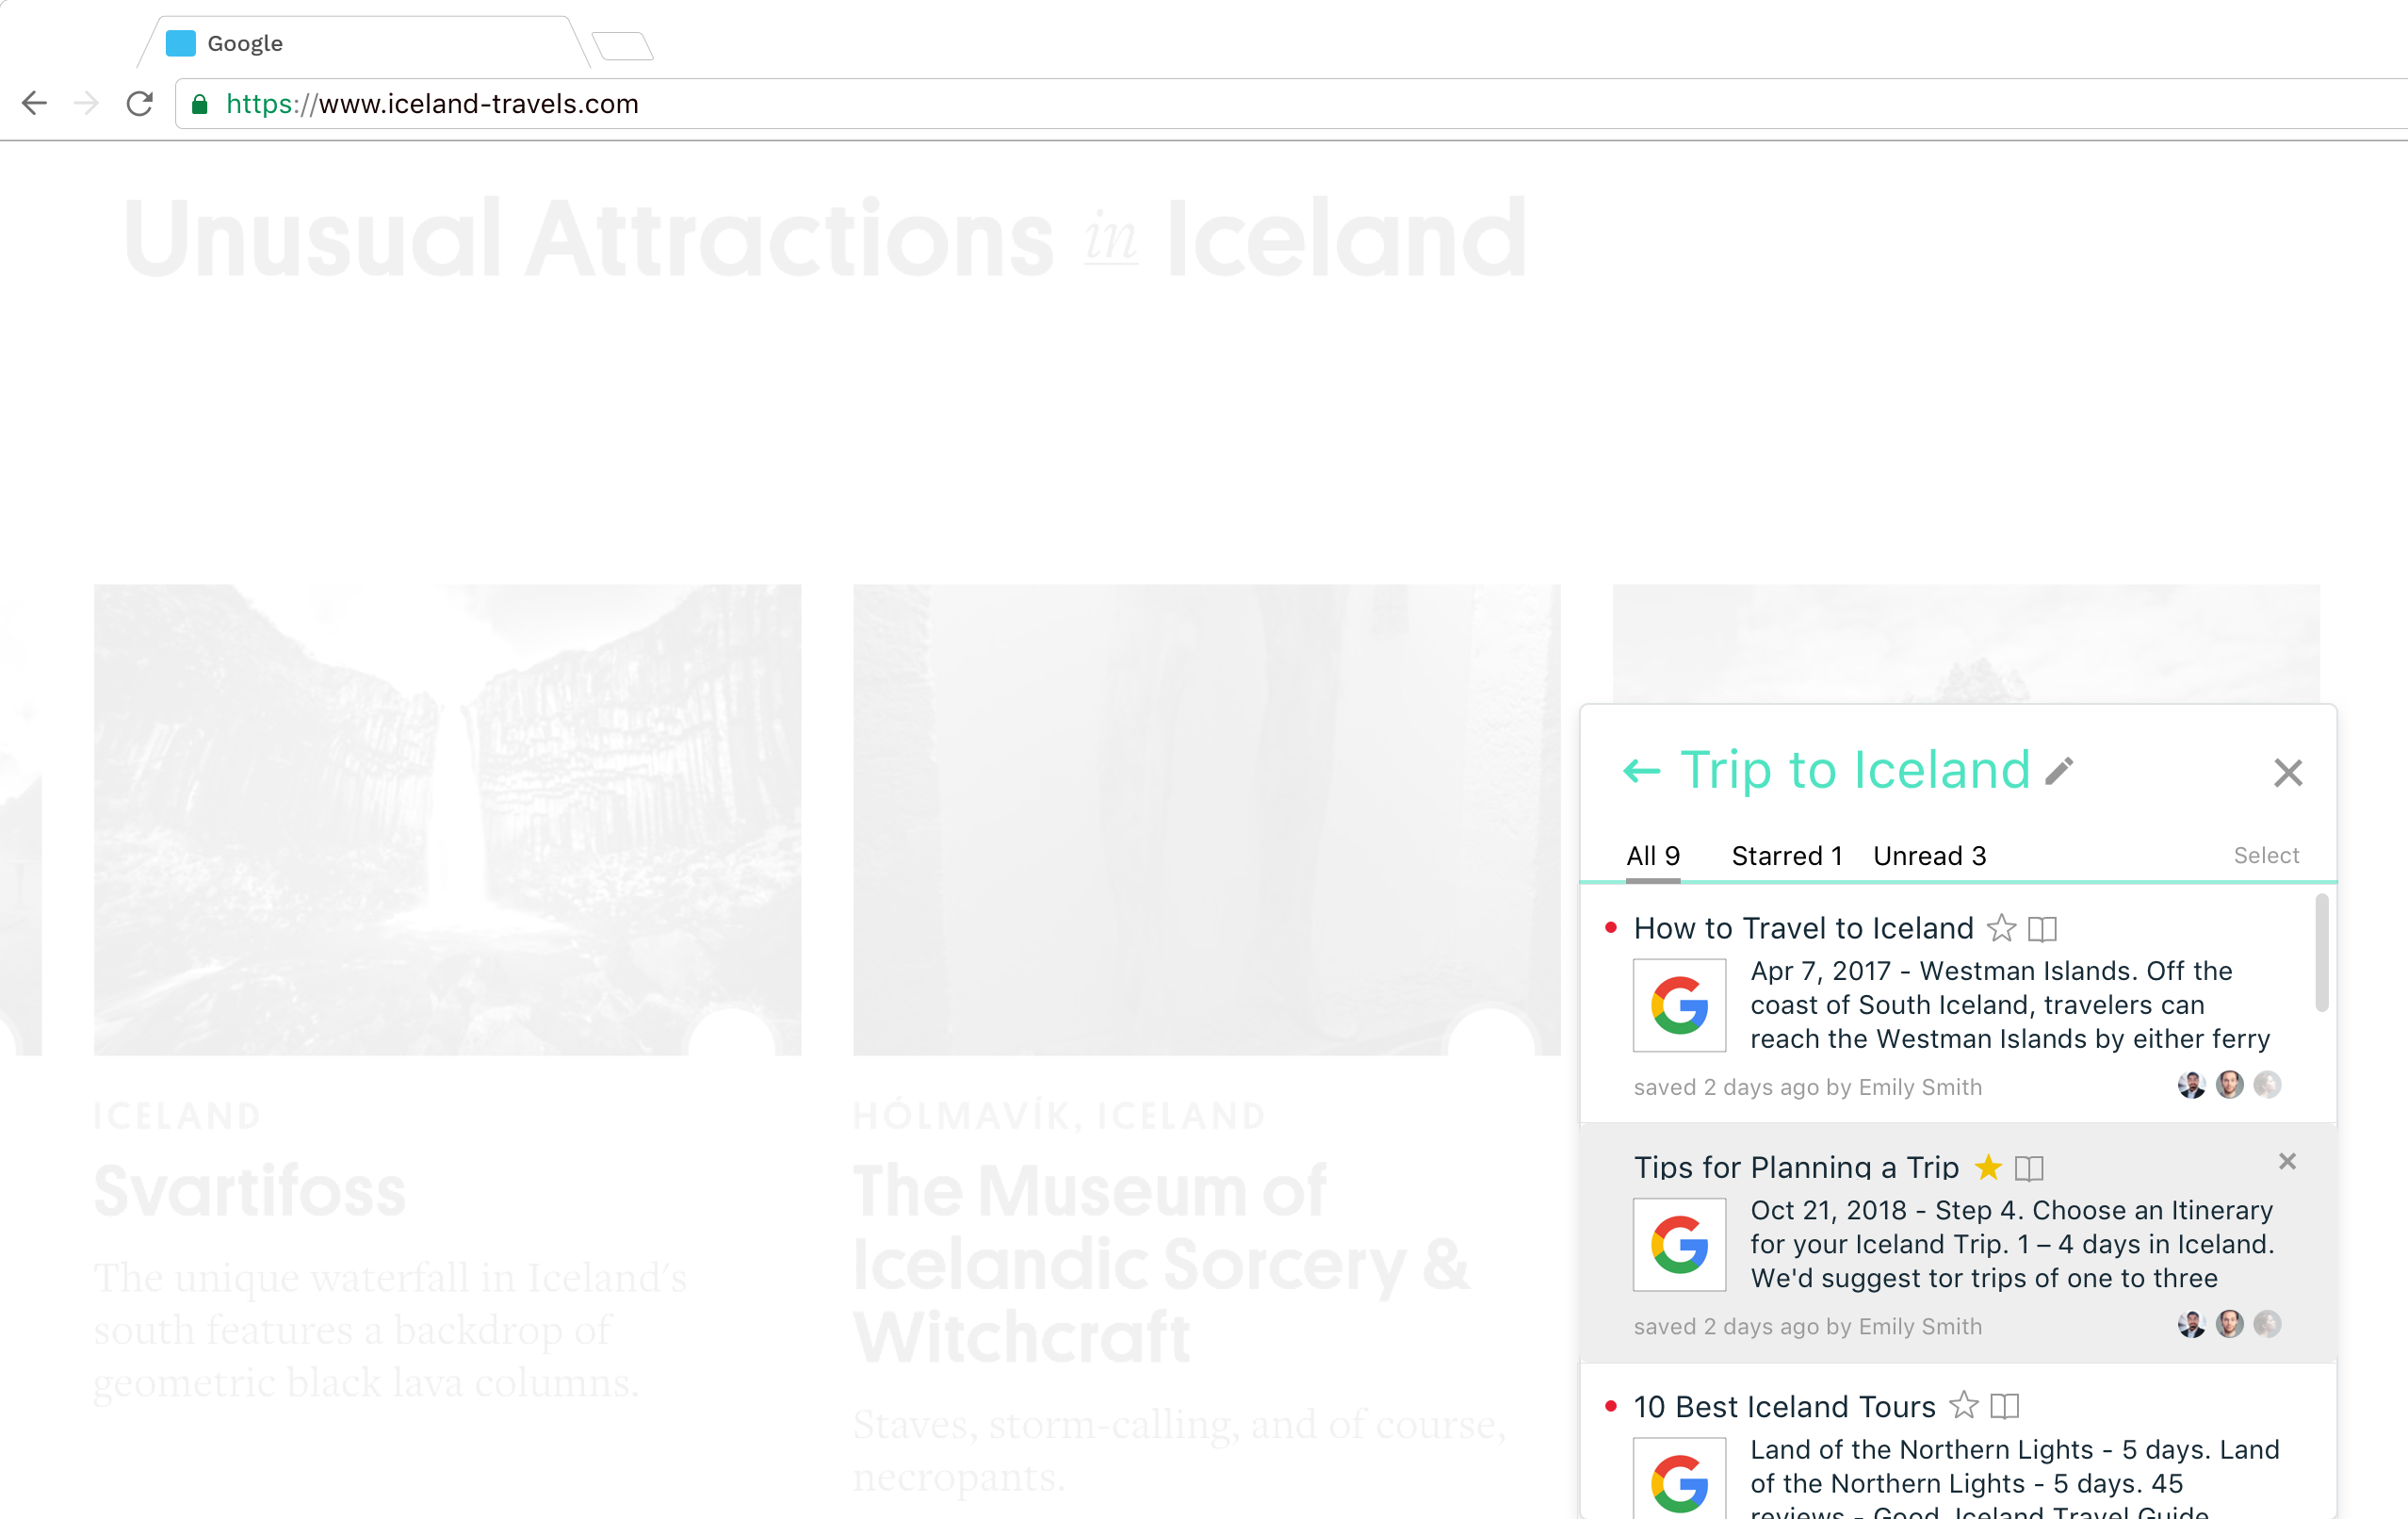 Google
https://www.iceland-travels.com
Unusual Attractions in Iceland
ICELAND
Svartifoss
The unique waterfall in Iceland's
south features a backdrop of
geometric black lava columns.
HÓLMAVÍK, ICELAND
The Museum of
Icelandic Sorcery &
Witchcraft
Staves, storm-calling, and of course,
necropants.
Trip to Iceland
All 9 Starred 1 Unread 3 Select
How to Travel to Iceland
Apr 7, 2017 - Westman Islands. Off the
coast of South Iceland, travelers can
reach the Westman Islands by either ferry
saved 2 days ago by Emily Smith
Tips for Planning a Trip
Oct 21, 2018 - Step 4. Choose an Itinerary
for your Iceland Trip. 1 – 4 days in Iceland.
We'd suggest tor trips of one to three
saved 2 days ago by Emily Smith
10 Best Iceland Tours
Land of the Northern Lights - 5 days. Land
of the Northern Lights - 5 days. 45
reviews - Good. Iceland Travel Guide